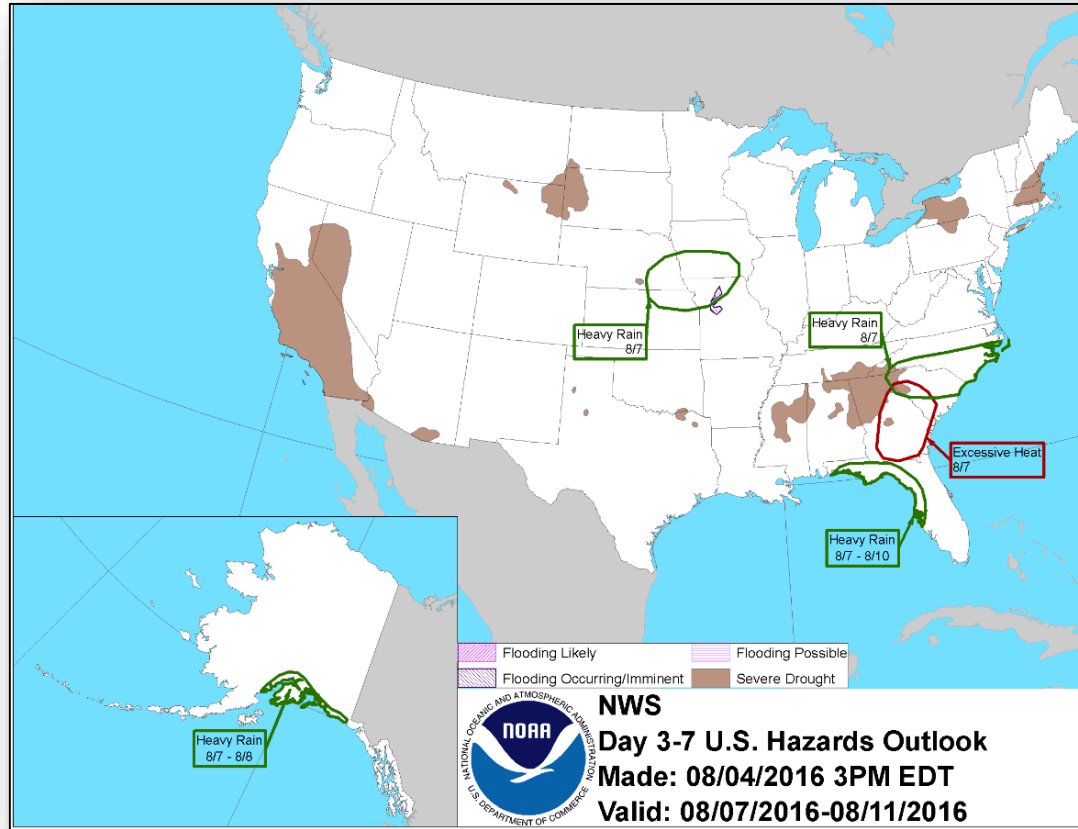 Heavy Rain
8/7
Heavy Rain
8/7
Excessive Heat
8/7
Heavy Rain
8/7 - 8/10
Heavy Rain
8/7 - 8/8
Flooding Likely
Flooding Possible
Flooding Occurring/Imminent
Severe Drought
NATIONAL OCEANIC AND ATMOSPHERIC ADMINISTRATION
NOAA
U.S. DEPARTMENT OF COMMERCE
NWS
Day 3-7 U.S. Hazards Outlook
Made: 08/04/2016 3PM EDT
Valid: 08/07/2016-08/11/2016